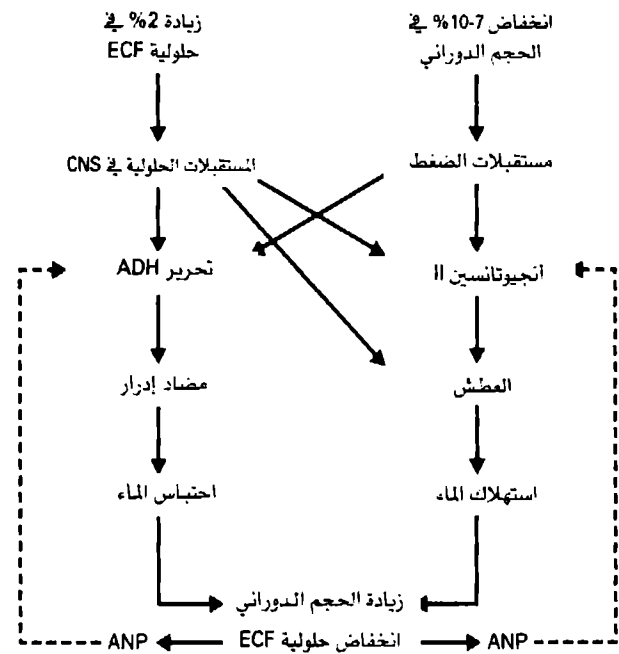 زيادة 2% في
حلولية ECF
انخفاض 7-10% في
الحجم الدوراني
المستقبلات الحلولية في CNS
مستقبلات الضغط
تحرير ADH
أنجيوتانسين II
مضاد إدرار
العطش
احتباس الماء
استهلاك الماء
زيادة الحجم الدوراني
ANP انخفاض حلولية ECF ANP